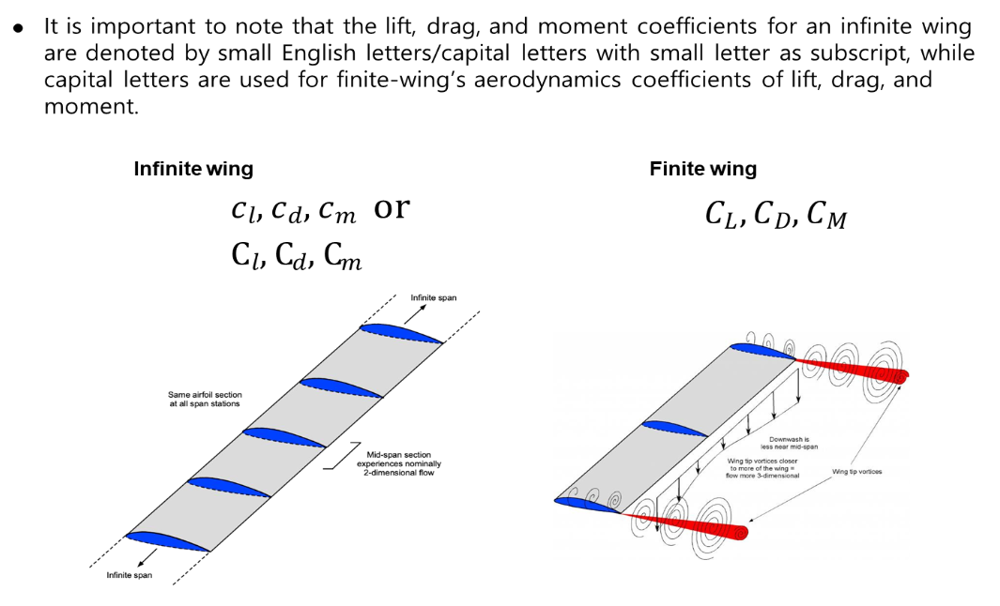 • It is important to note that the lift, drag, and moment coefficients for an infinite wing
are denoted by small English letters/capital letters with small letter as subscript, while
capital letters are used for finite-wing's aerodynamics coefficients of lift, drag, and
moment.
Infinite wing
c_l, c_d, c_m or
C_l, C_d, C_m
Infinite span
Same airfoil section
at all span stations
Mid-span section
experiences nominally
2-dimensional flow
Infinite span
Finite wing
C_L, C_D, C_M
Downwash is
less near mid-span
Wing tip vortices closer
to more of the wing =
flow more 3-dimensional
Wing tip vortices